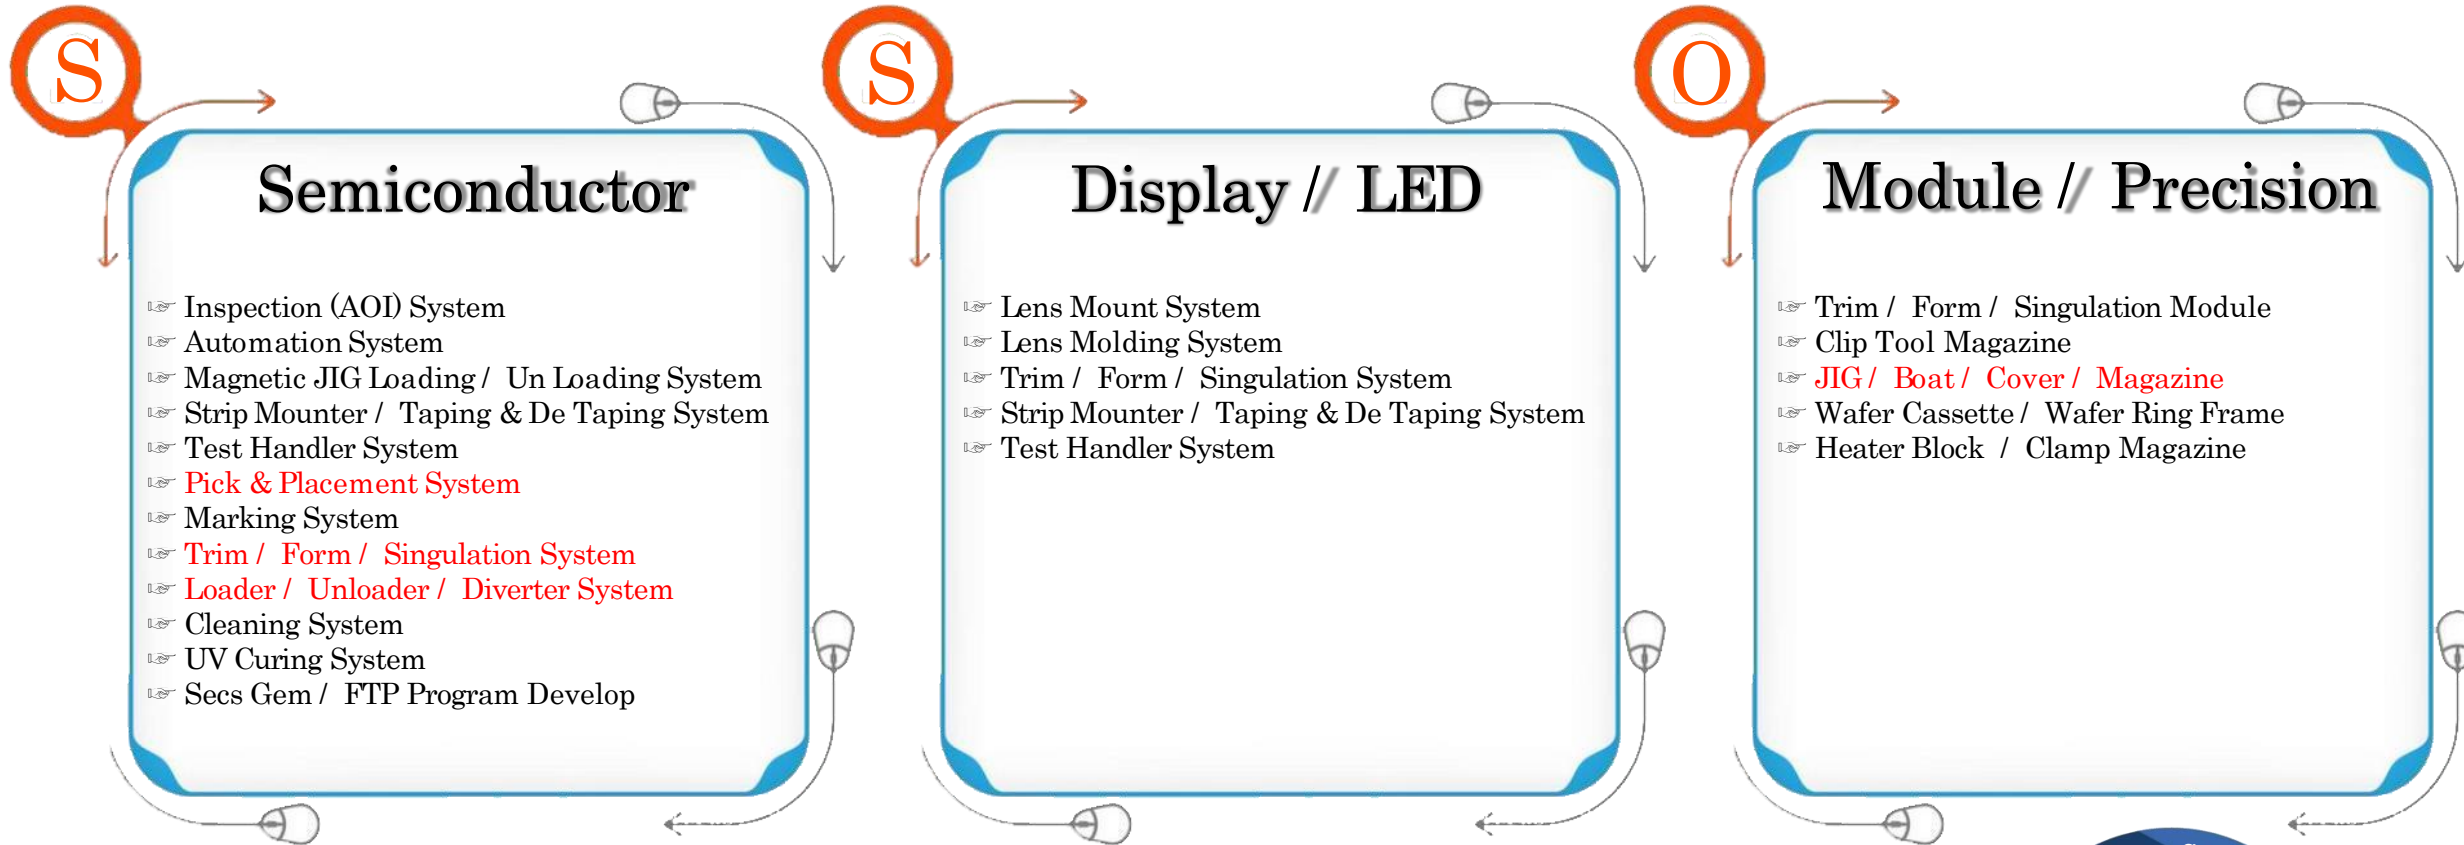 S
Semiconductor
☞ Inspection (AOI) System
☞ Automation System
☞ Magnetic JIG Loading / Un Loading System
☞ Strip Mounter / Taping & De Taping System
☞ Test Handler System
☞ Pick & Placement System
☞ Marking System
☞ Trim / Form / Singulation System
☞ Loader / Unloader / Diverter System
☞ Cleaning System
☞ UV Curing System
☞ Secs Gem / FTP Program Develop
S
Display // LED
☞ Lens Mount System
☞ Lens Molding System
☞ Trim / Form / Singulation System
☞ Strip Mounter / Taping & De Taping System
☞ Test Handler System
O
Module // Precision
☞ Trim / Form / Singulation Module
☞ Clip Tool Magazine
☞ JIG / Boat / Cover / Magazine
☞ Wafer Cassette / Wafer Ring Frame
☞ Heater Block / Clamp Magazine